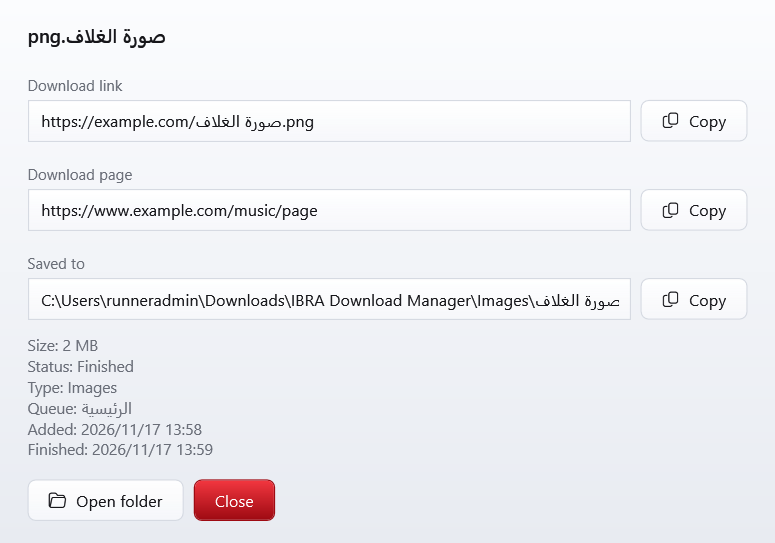 صورة الغلاف.png
Download link
https://example.com/صورة الغلاف.png
Copy
Download page
https://www.example.com/music/page
Copy
Saved to
C:\Users\runneradmin\Downloads\IBRA Download Manager\Images\صورة الغلاف
Copy
Size: 2 MB
Status: Finished
Type: Images
Queue: الرئيسية
Added: 2026/11/17 13:58
Finished: 2026/11/17 13:59
Open folder
Close